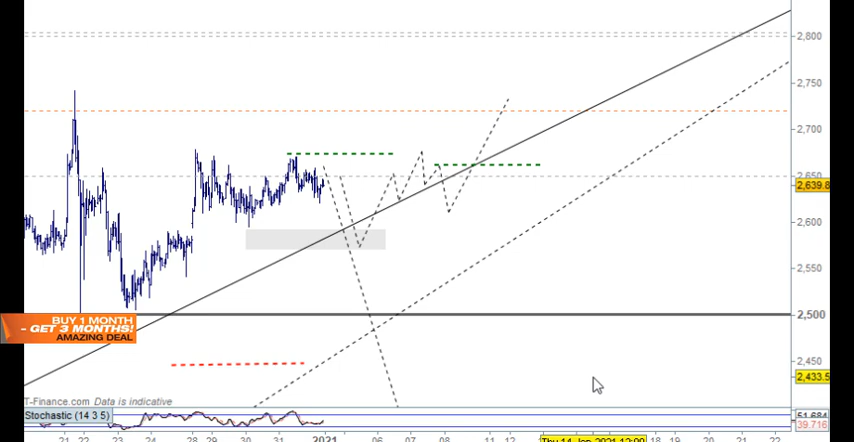 2,800
2,750
2,700
2,650
2,639.8
2,600
2,550
2,500
BUY 1 MONTH
- GET 3 MONTHS!
AMAZING DEAL
2,450
2,433.5
T-Finance.com Data is indicative
Stochastic (14 3 5)
51.684
39.716
21 22 23 24 28 29 30 31 2021 06 07 08 11 12 Thu 14 Jan 2021 12:00 18 19 20 21 22